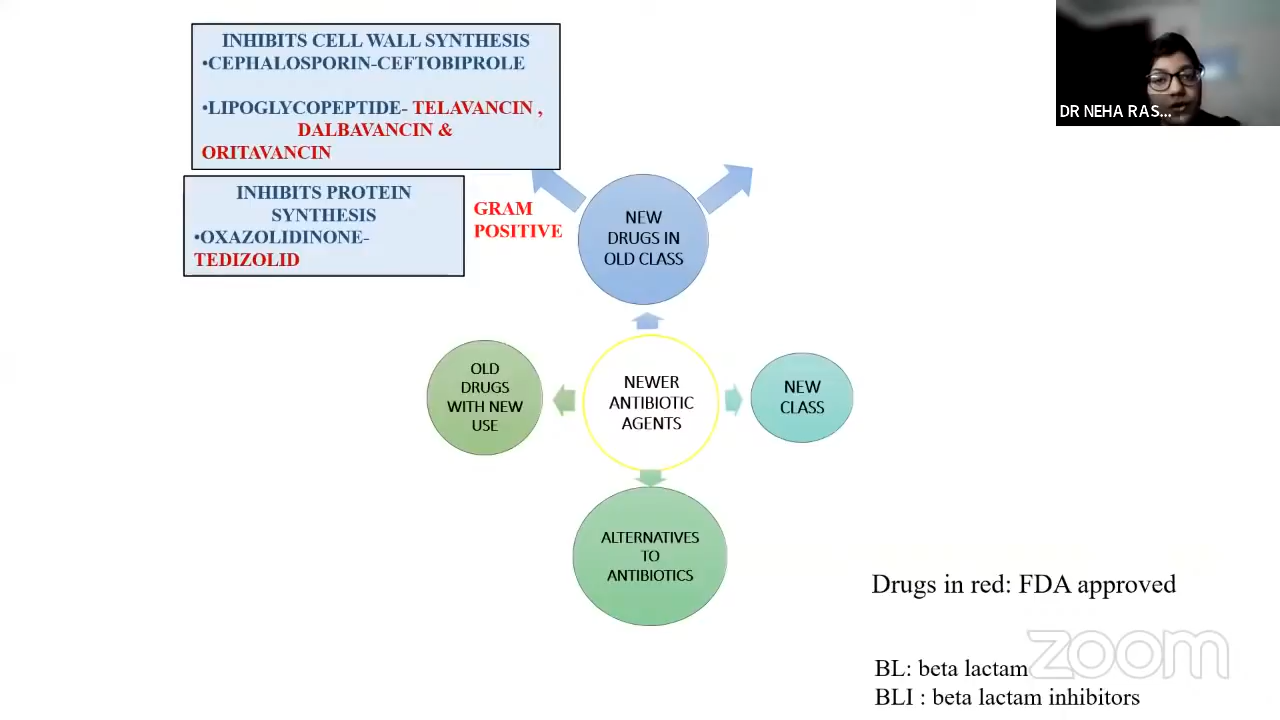 INHIBITS CELL WALL SYNTHESIS
•CEPHALOSPORIN-CEFTOBIPROLE
•LIPOGLYCOPEPTIDE- TELAVANCIN ,
DALBAVANCIN &
ORITAVANCIN
DR NEHA RAS...
INHIBITS PROTEIN
SYNTHESIS
•OXAZOLIDINONE-
TEDIZOLID
GRAM
POSITIVE
NEW
DRUGS IN
OLD CLASS
OLD
DRUGS
WITH NEW
USE
NEWER
ANTIBIOTIC
AGENTS
NEW
CLASS
ALTERNATIVES
TO
ANTIBIOTICS
Drugs in red: FDA approved
zoom
BL: beta lactam
BLI : beta lactam inhibitors